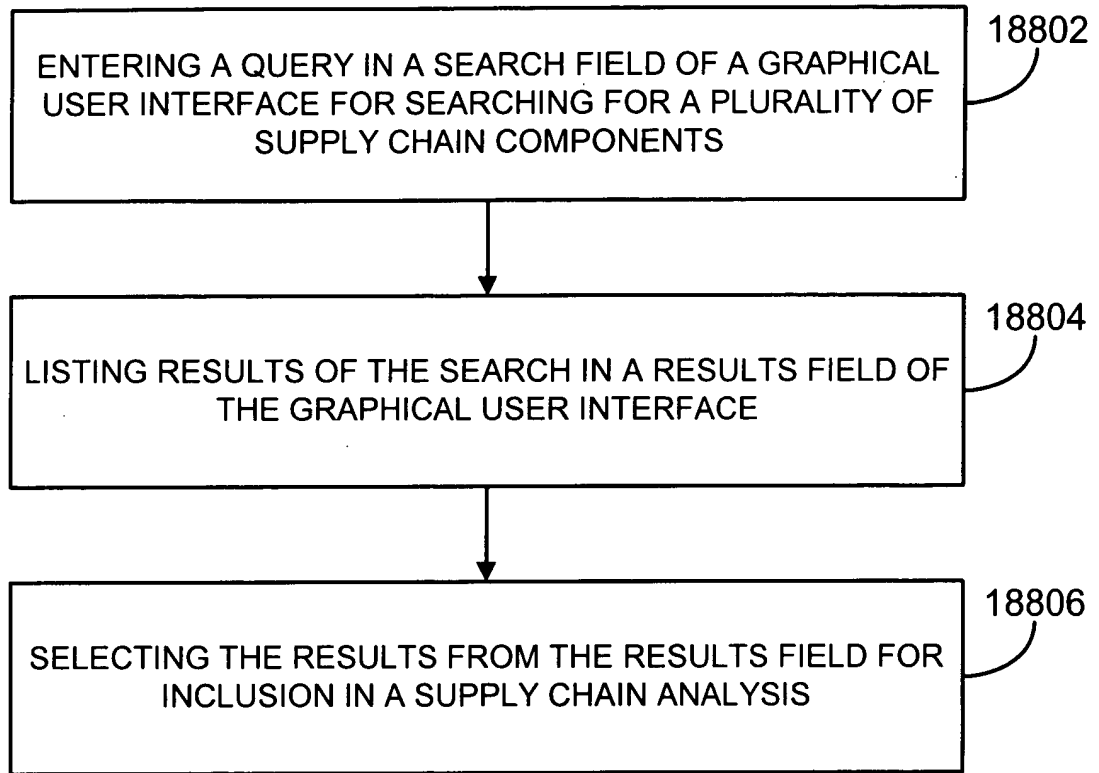 18802
ENTERING A QUERY IN A SEARCH FIELD OF A GRAPHICAL
USER INTERFACE FOR SEARCHING FOR A PLURALITY OF
SUPPLY CHAIN COMPONENTS
18804
LISTING RESULTS OF THE SEARCH IN A RESULTS FIELD OF
THE GRAPHICAL USER INTERFACE
18806
SELECTING THE RESULTS FROM THE RESULTS FIELD FOR
INCLUSION IN A SUPPLY CHAIN ANALYSIS